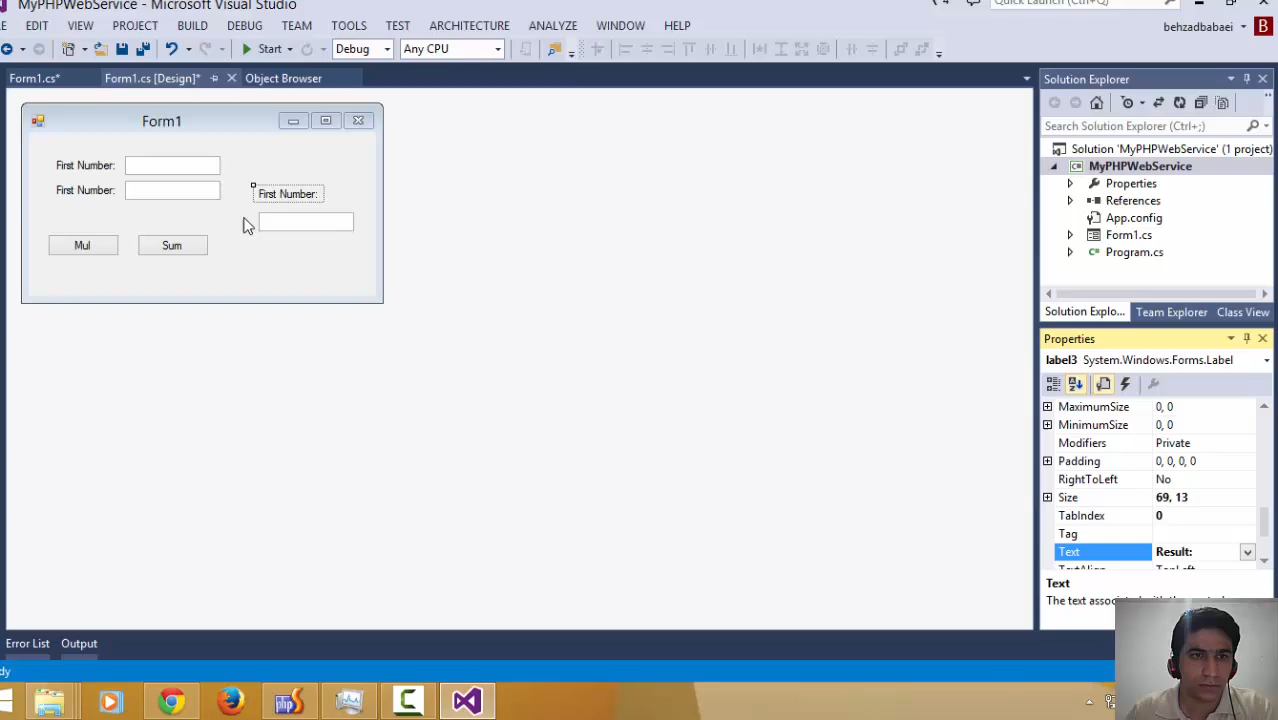 MyPHPWebService - Microsoft Visual Studio
Quick Launch (Ctrl+Q)
EDIT VIEW PROJECT BUILD DEBUG TEAM TOOLS TEST ARCHITECTURE ANALYZE WINDOW HELP
behzadbabaei B
Start Debug Any CPU
Form1.cs* Form1.cs [Design]* Object Browser
Solution Explorer
Form1
First Number:
First Number:
First Number:
Mul Sum
Search Solution Explorer (Ctrl+;)
Solution 'MyPHPWebService' (1 project)
MyPHPWebService
Properties
References
App.config
Form1.cs
Program.cs
Solution Explo... Team Explorer Class View
Properties
label3 System.Windows.Forms.Label
MaximumSize 0, 0
MinimumSize 0, 0
Modifiers Private
Padding 0, 0, 0, 0
RightToLeft No
Size 69, 13
TabIndex 0
Tag
Text Result:
TextAlign TopLeft
Text
The text associated with the
Error List Output